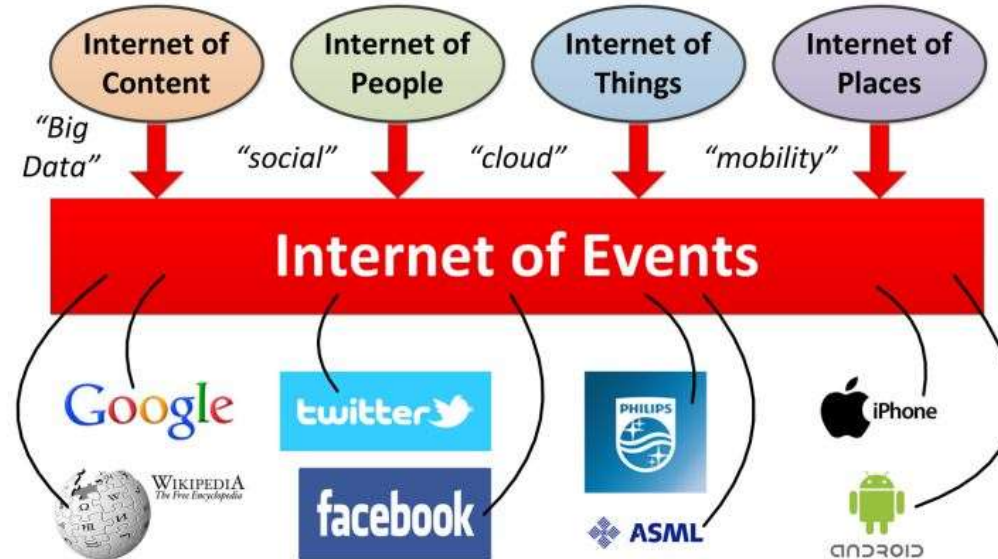 Internet of
Content
Internet of
People
Internet of
Things
Internet of
Places
“Big
Data”
“social”
“cloud”
“mobility”
Internet of Events
Google
twitter
PHILIPS
iPhone
WIKIPEDIA
The Free Encyclopedia
facebook
ASML
ANDROID